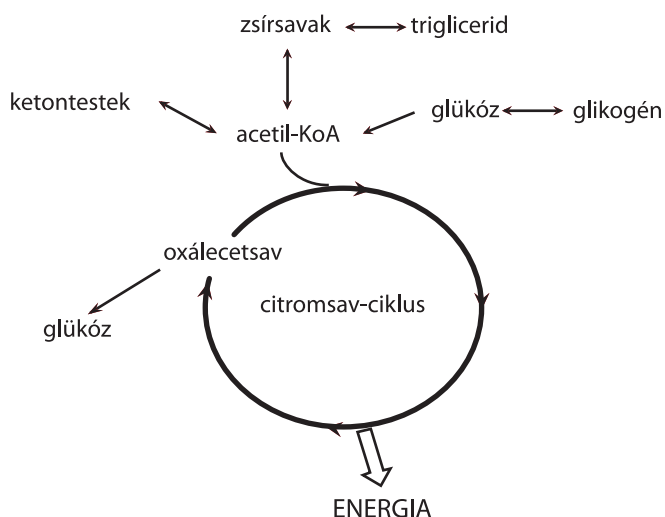 zsírsavak
triglicerid
ketontestek
acetil-KoA
glükóz
glikogén
oxálecetsav
citromsav-ciklus
glükóz
ENERGIA